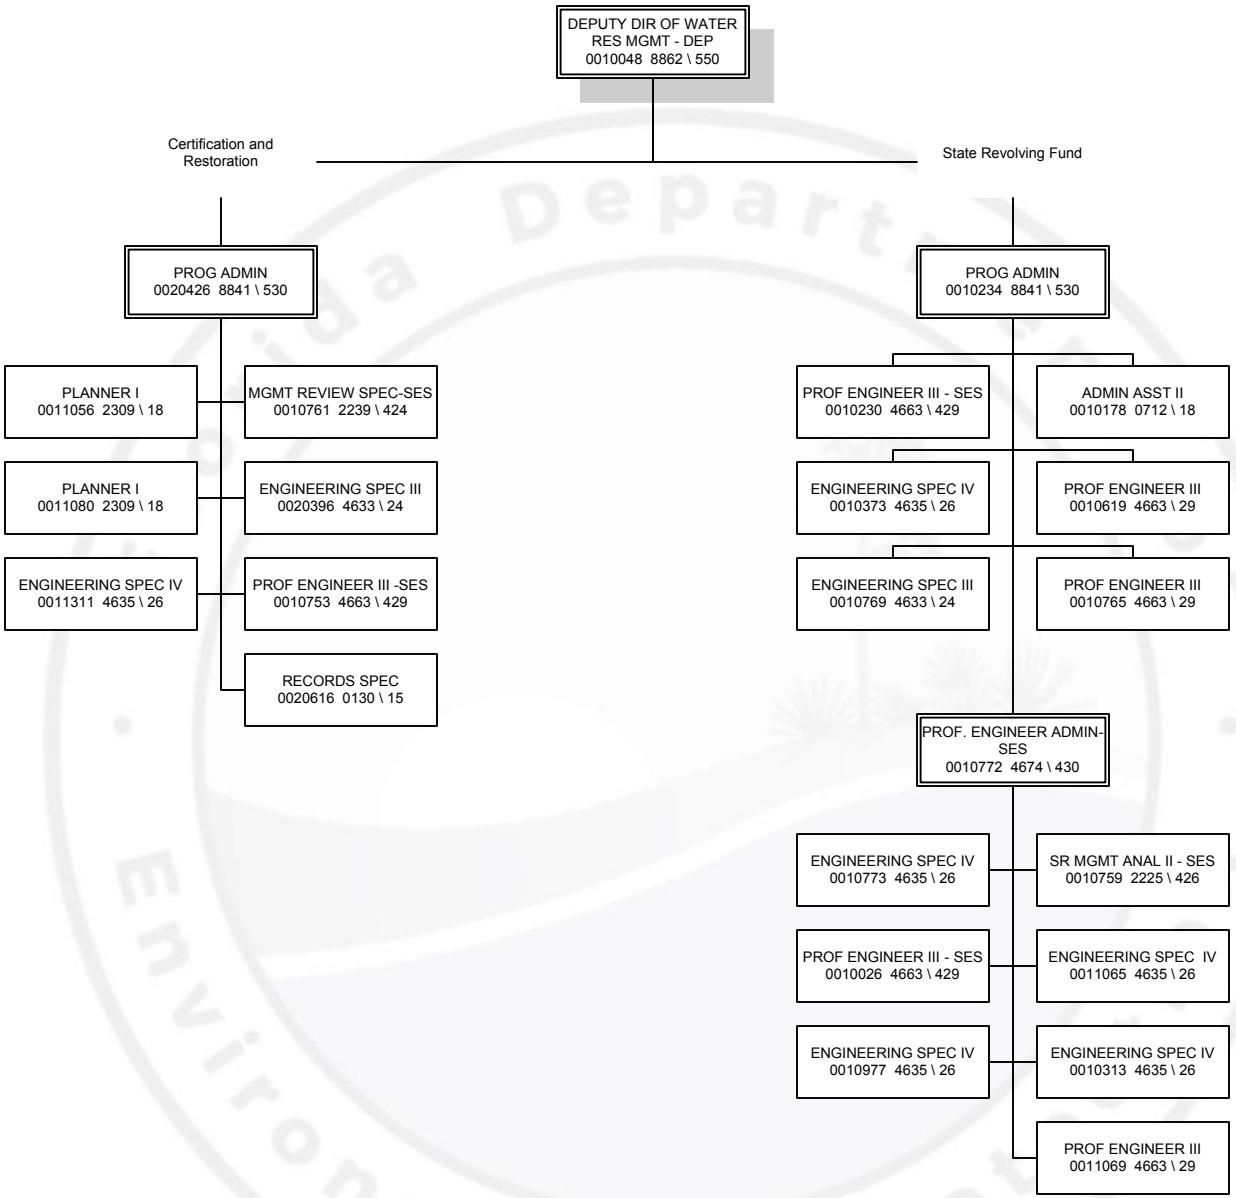 DEPUTY DIR OF WATER
RES MGMT - DEP
0010048 8862 \ 550
Certification and
Restoration
State Revolving Fund
PROG ADMIN
0020426 8841 \ 530
PROG ADMIN
0010234 8841 \ 530
PLANNER I
0011056 2309 \ 18
MGMT REVIEW SPEC-SES
0010761 2239 \ 424
PLANNER I
0011080 2309 \ 18
ENGINEERING SPEC III
0020396 4633 \ 24
ENGINEERING SPEC IV
0011311 4635 \ 26
PROF ENGINEER III -SES
0010753 4663 \ 429
RECORDS SPEC
0020616 0130 \ 15
PROF ENGINEER III - SES
0010230 4663 \ 429
ADMIN ASST II
0010178 0712 \ 18
ENGINEERING SPEC IV
0010373 4635 \ 26
PROF ENGINEER III
0010619 4663 \ 29
ENGINEERING SPEC III
0010769 4633 \ 24
PROF ENGINEER III
0010765 4663 \ 29
PROF. ENGINEER ADMIN-
SES
0010772 4674 \ 430
ENGINEERING SPEC IV
0010773 4635 \ 26
SR MGMT ANAL II - SES
0010759 2225 \ 426
PROF ENGINEER III - SES
0010026 4663 \ 429
ENGINEERING SPEC IV
0011065 4635 \ 26
ENGINEERING SPEC IV
0010977 4635 \ 26
ENGINEERING SPEC IV
0010313 4635 \ 26
PROF ENGINEER III
0011069 4663 \ 29